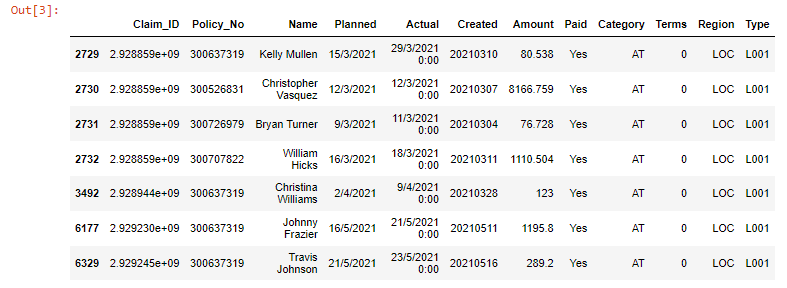 Out[3]:
Claim_ID Policy_No Name Planned Actual Created Amount Paid Category Terms Region Type
2729 2.928859e+09 300637319 Kelly Mullen 15/3/2021 29/3/2021 0:00 20210310 80.538 Yes AT 0 LOC L001
2730 2.928859e+09 300526831 Christopher Vasquez 12/3/2021 12/3/2021 0:00 20210307 8166.759 Yes AT 0 LOC L001
2731 2.928859e+09 300726979 Bryan Turner 9/3/2021 11/3/2021 0:00 20210304 76.728 Yes AT 0 LOC L001
2732 2.928859e+09 300707822 William Hicks 16/3/2021 18/3/2021 0:00 20210311 1110.504 Yes AT 0 LOC L001
3492 2.928944e+09 300637319 Christina Williams 2/4/2021 9/4/2021 0:00 20210328 123 Yes AT 0 LOC L001
6177 2.929230e+09 300637319 Johnny Frazier 16/5/2021 21/5/2021 0:00 20210511 1195.8 Yes AT 0 LOC L001
6329 2.929245e+09 300637319 Travis Johnson 21/5/2021 23/5/2021 0:00 20210516 289.2 Yes AT 0 LOC L001